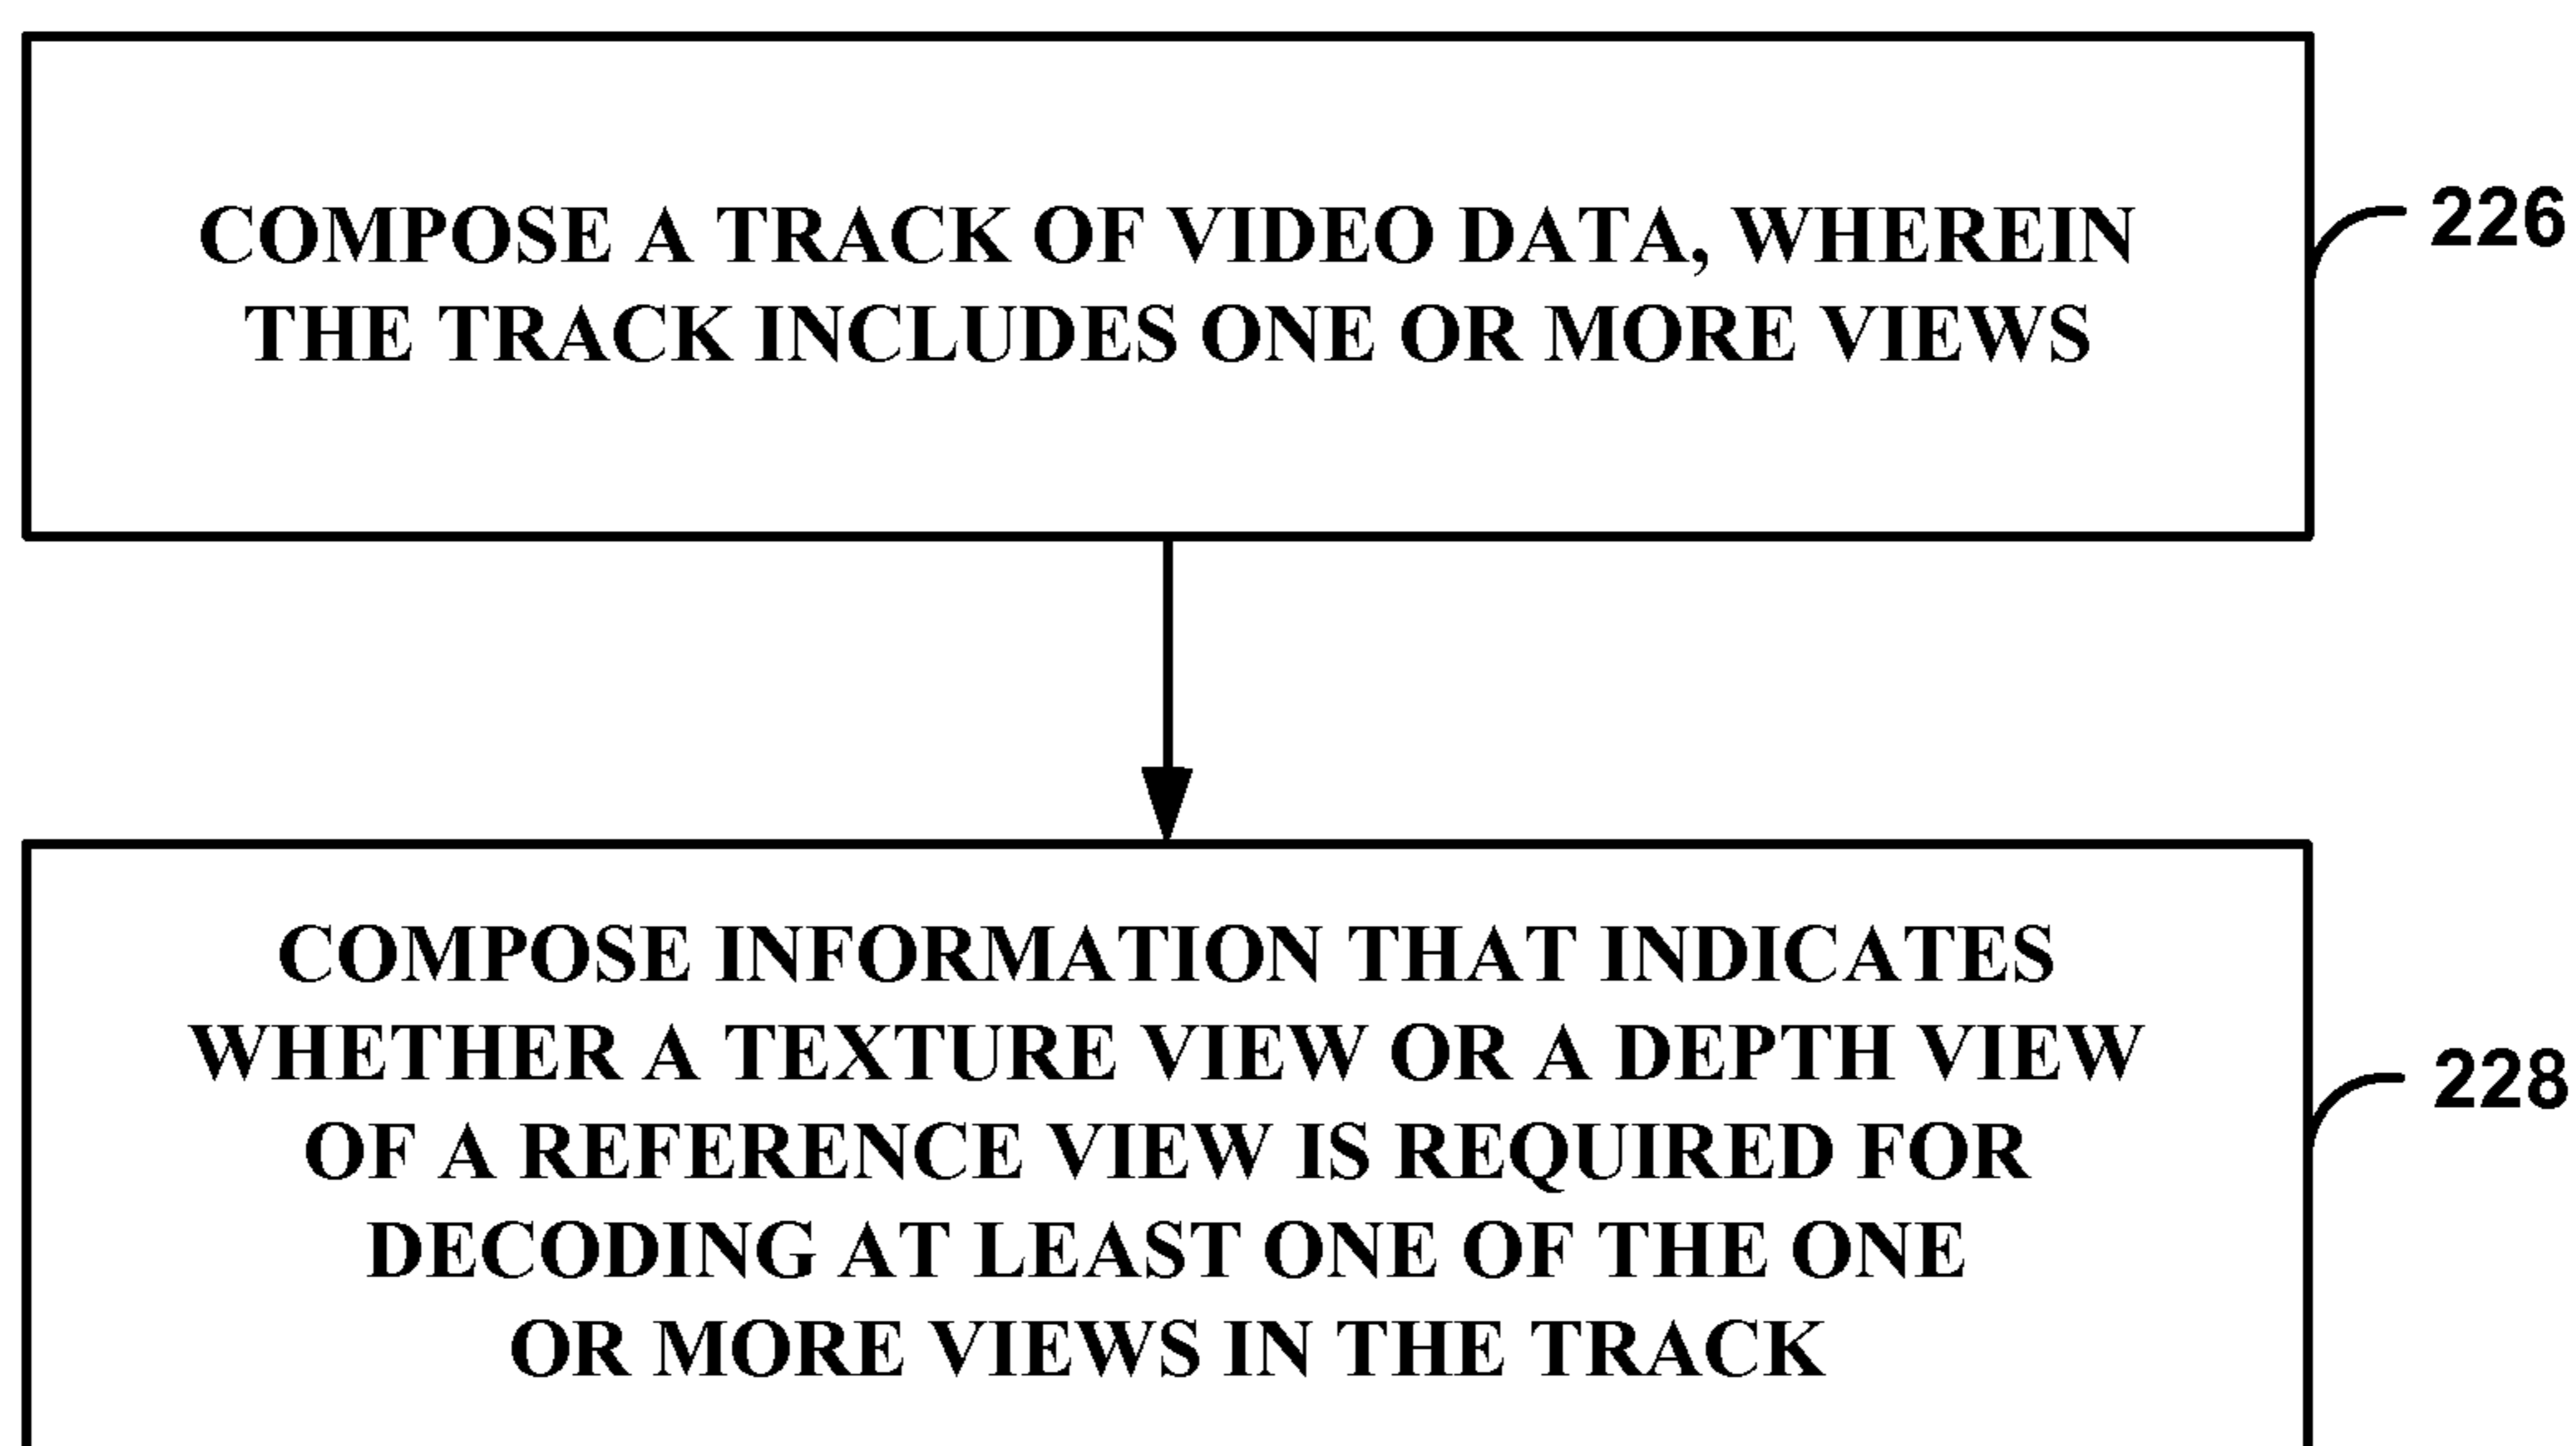 COMPOSE A TRACK OF VIDEO DATA, WHEREIN
THE TRACK INCLUDES ONE OR MORE VIEWS
226
COMPOSE INFORMATION THAT INDICATES
WHETHER A TEXTURE VIEW OR A DEPTH VIEW
OF A REFERENCE VIEW IS REQUIRED FOR
DECODING AT LEAST ONE OF THE ONE
OR MORE VIEWS IN THE TRACK
228